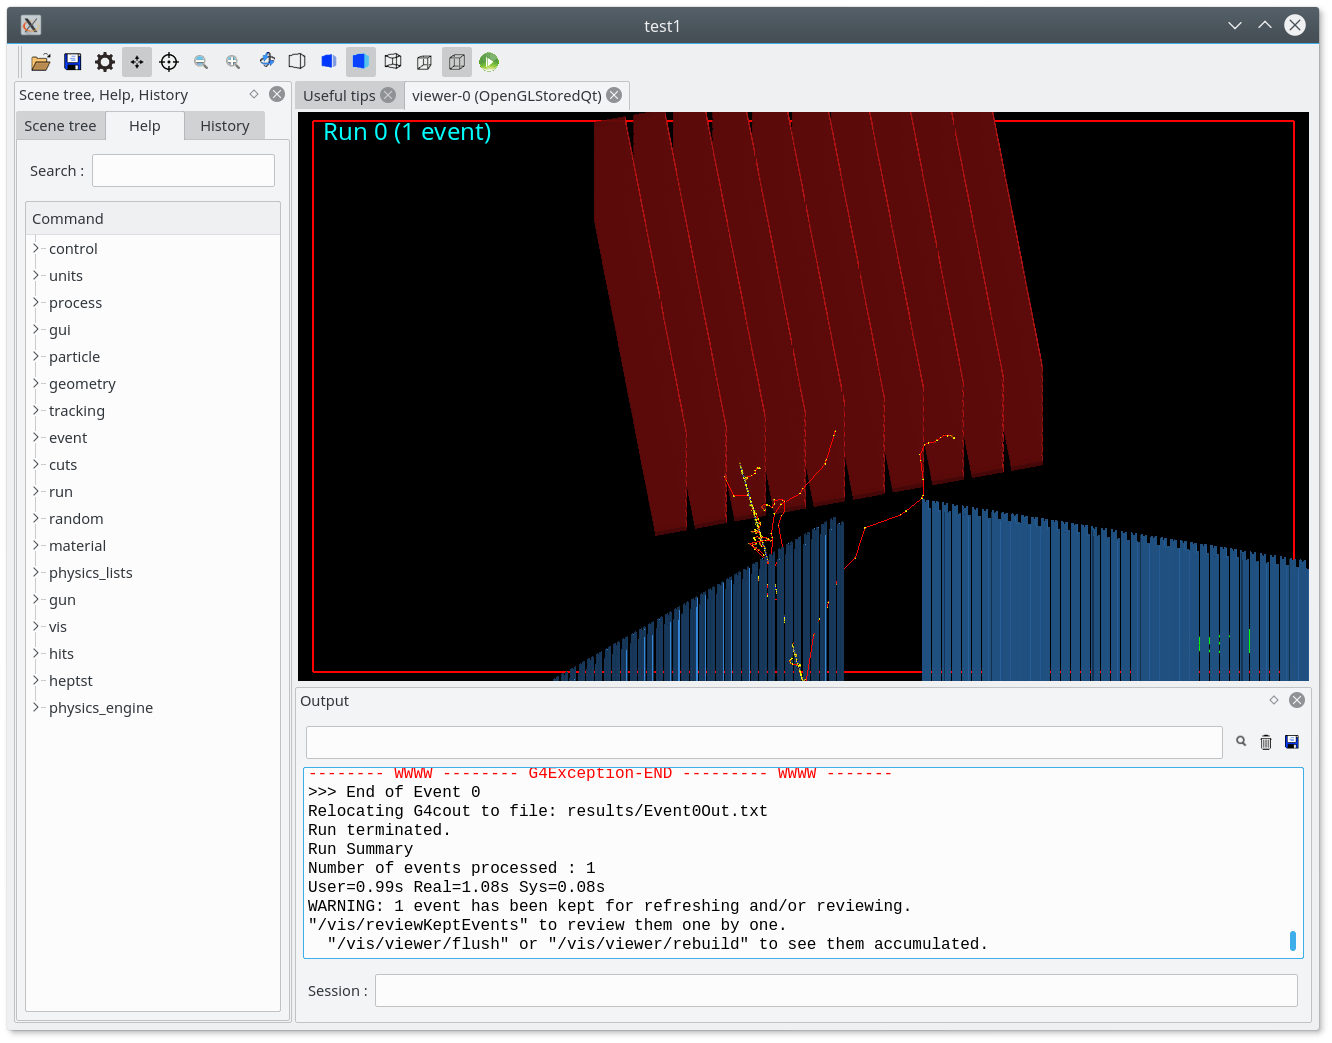 test1
Scene tree, Help, History
Useful tips
viewer-0 (OpenGLStoredQt)
Scene tree
Help
History
Search :
Command
control
units
process
gui
particle
geometry
tracking
event
cuts
run
random
material
physics_lists
gun
vis
hits
heptst
physics_engine
Run 0 (1 event)
Output
-------- WWWW -------- G4Exception-END --------- WWWW -------
>>> End of Event 0
Relocating G4cout to file: results/Event0Out.txt
Run terminated.
Run Summary
Number of events processed : 1
User=0.99s Real=1.08s Sys=0.08s
WARNING: 1 event has been kept for refreshing and/or reviewing.
"/vis/reviewKeptEvents" to review them one by one.
"/vis/viewer/flush" or "/vis/viewer/rebuild" to see them accumulated.
Session :